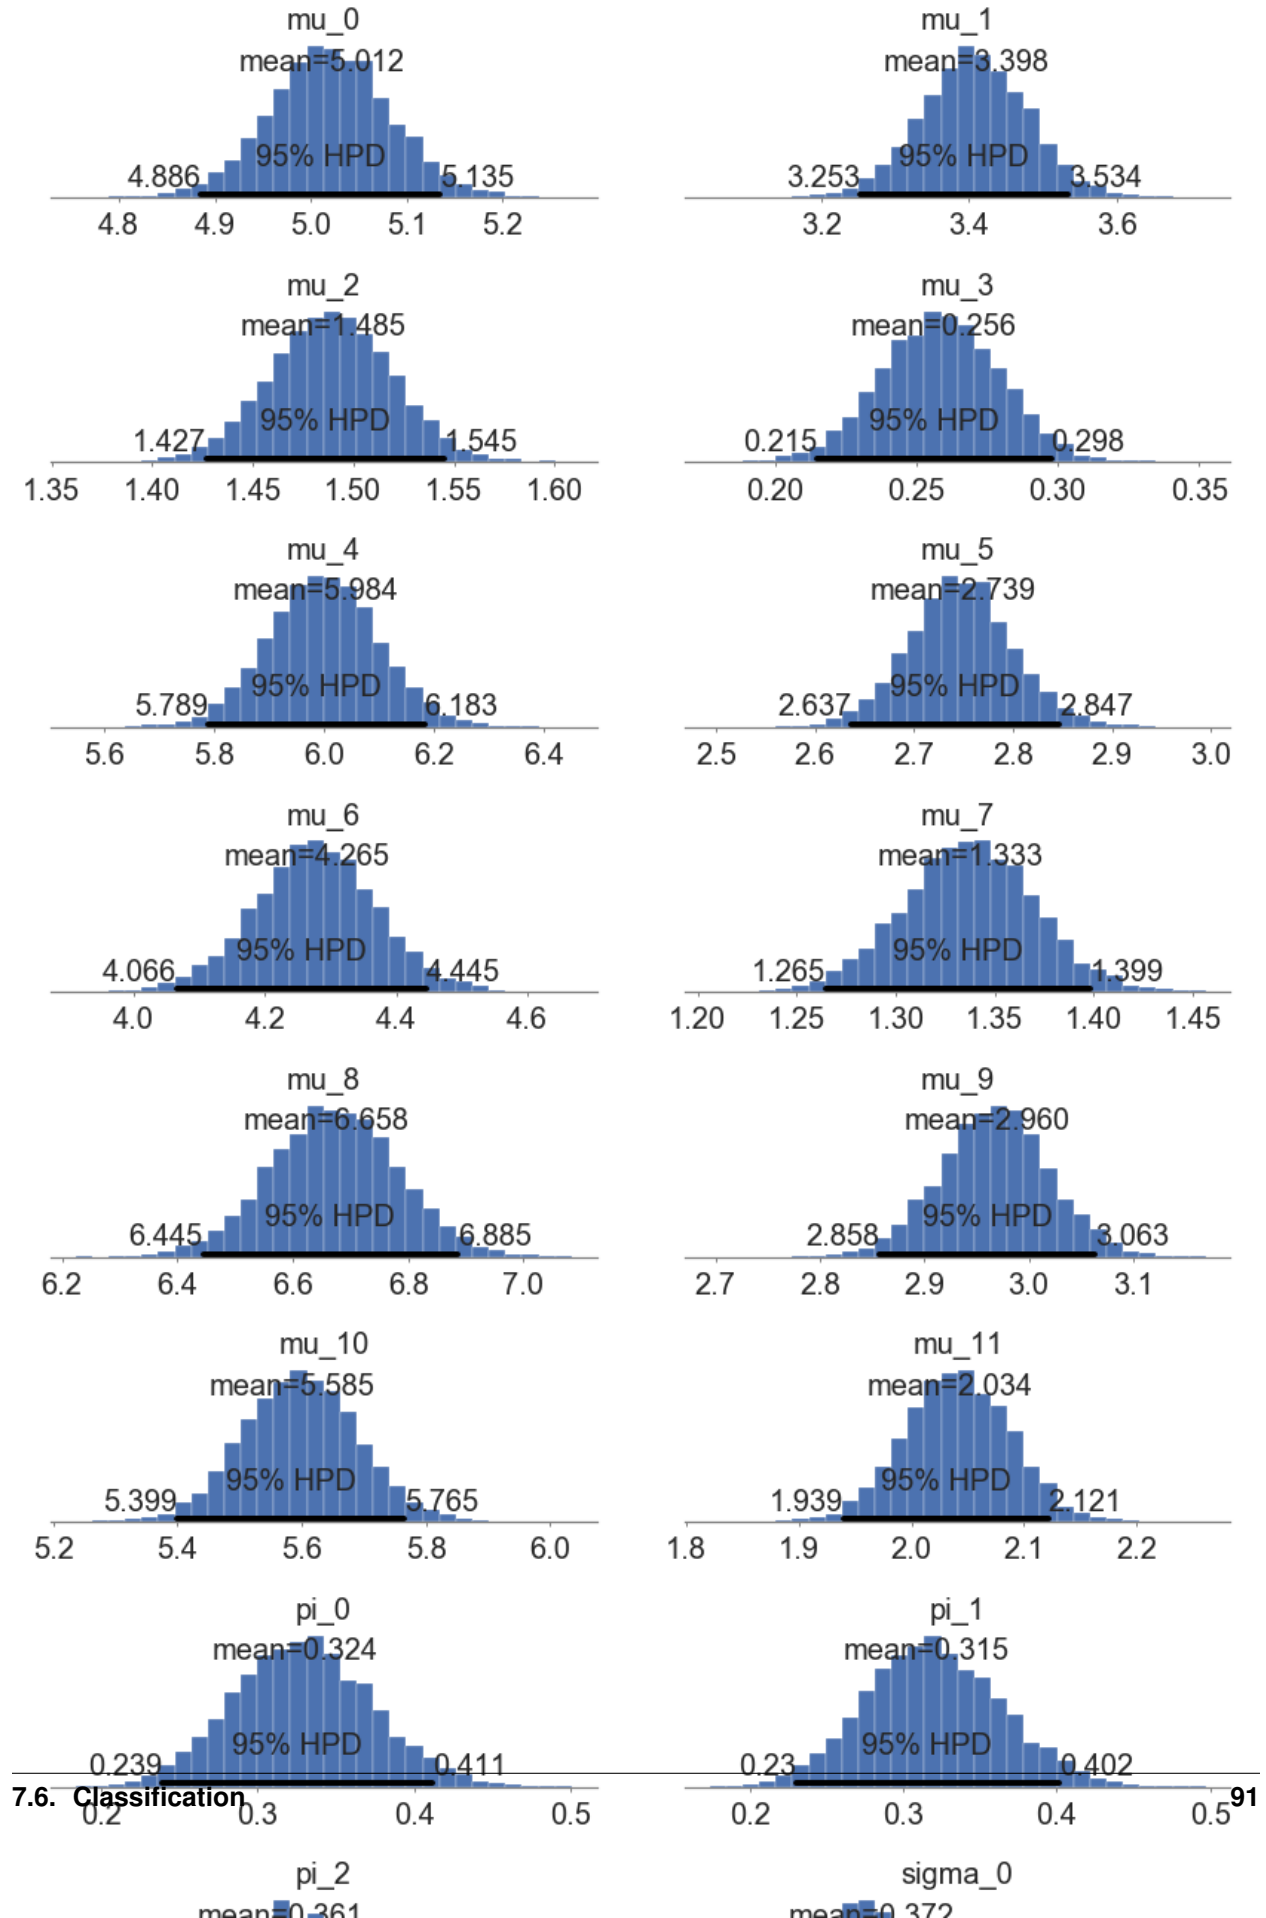 mu_0
mean=5.012
95% HPD
4.886
5.135
4.8 4.9 5.0 5.1 5.2
mu_1
mean=3.398
95% HPD
3.253
3.534
3.2 3.4 3.6
mu_2
mean=1.485
95% HPD
1.427
1.545
1.35 1.40 1.45 1.50 1.55 1.60
mu_3
mean=0.256
95% HPD
0.215
0.298
0.20 0.25 0.30 0.35
mu_4
mean=5.984
95% HPD
5.789
6.183
5.6 5.8 6.0 6.2 6.4
mu_5
mean=2.739
95% HPD
2.637
2.847
2.5 2.6 2.7 2.8 2.9 3.0
mu_6
mean=4.265
95% HPD
4.066
4.445
4.0 4.2 4.4 4.6
mu_7
mean=1.333
95% HPD
1.265
1.399
1.20 1.25 1.30 1.35 1.40 1.45
mu_8
mean=6.658
95% HPD
6.445
6.885
6.2 6.4 6.6 6.8 7.0
mu_9
mean=2.960
95% HPD
2.858
3.063
2.7 2.8 2.9 3.0 3.1
mu_10
mean=5.585
95% HPD
5.399
5.765
5.2 5.4 5.6 5.8 6.0
mu_11
mean=2.034
95% HPD
1.939
2.121
1.8 1.9 2.0 2.1 2.2
pi_0
mean=0.324
95% HPD
0.239
0.411
0.2 0.3 0.4 0.5
pi_1
mean=0.315
95% HPD
0.23
0.402
0.2 0.3 0.4 0.5
7.6. Classification 91
pi_2
mean=0.361
sigma_0
mean=0.372